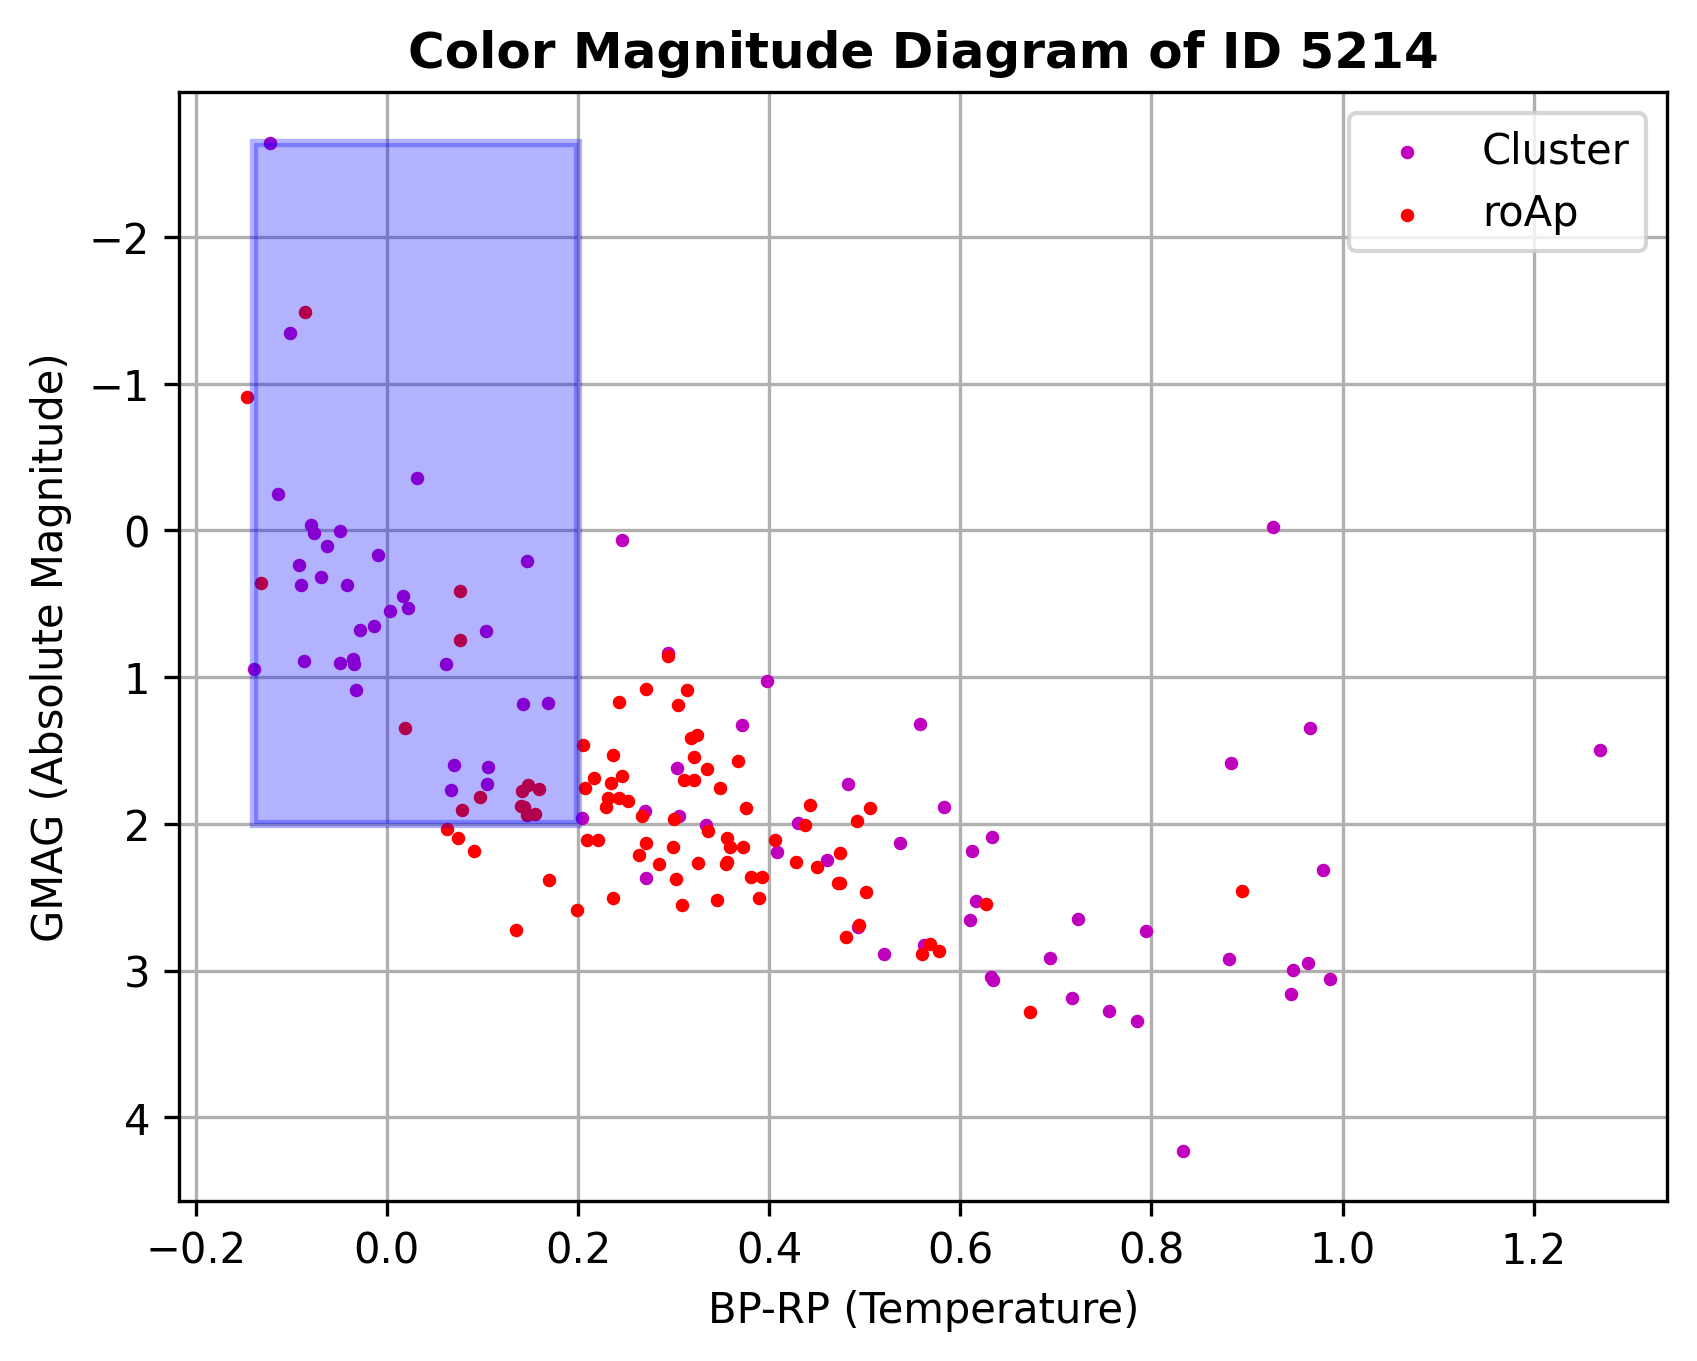 Color Magnitude Diagram of ID 5214
Cluster
roAp
GMAG (Absolute Magnitude)
−2
−1
0
1
2
3
4
−0.2 0.0 0.2 0.4 0.6 0.8 1.0 1.2
BP-RP (Temperature)